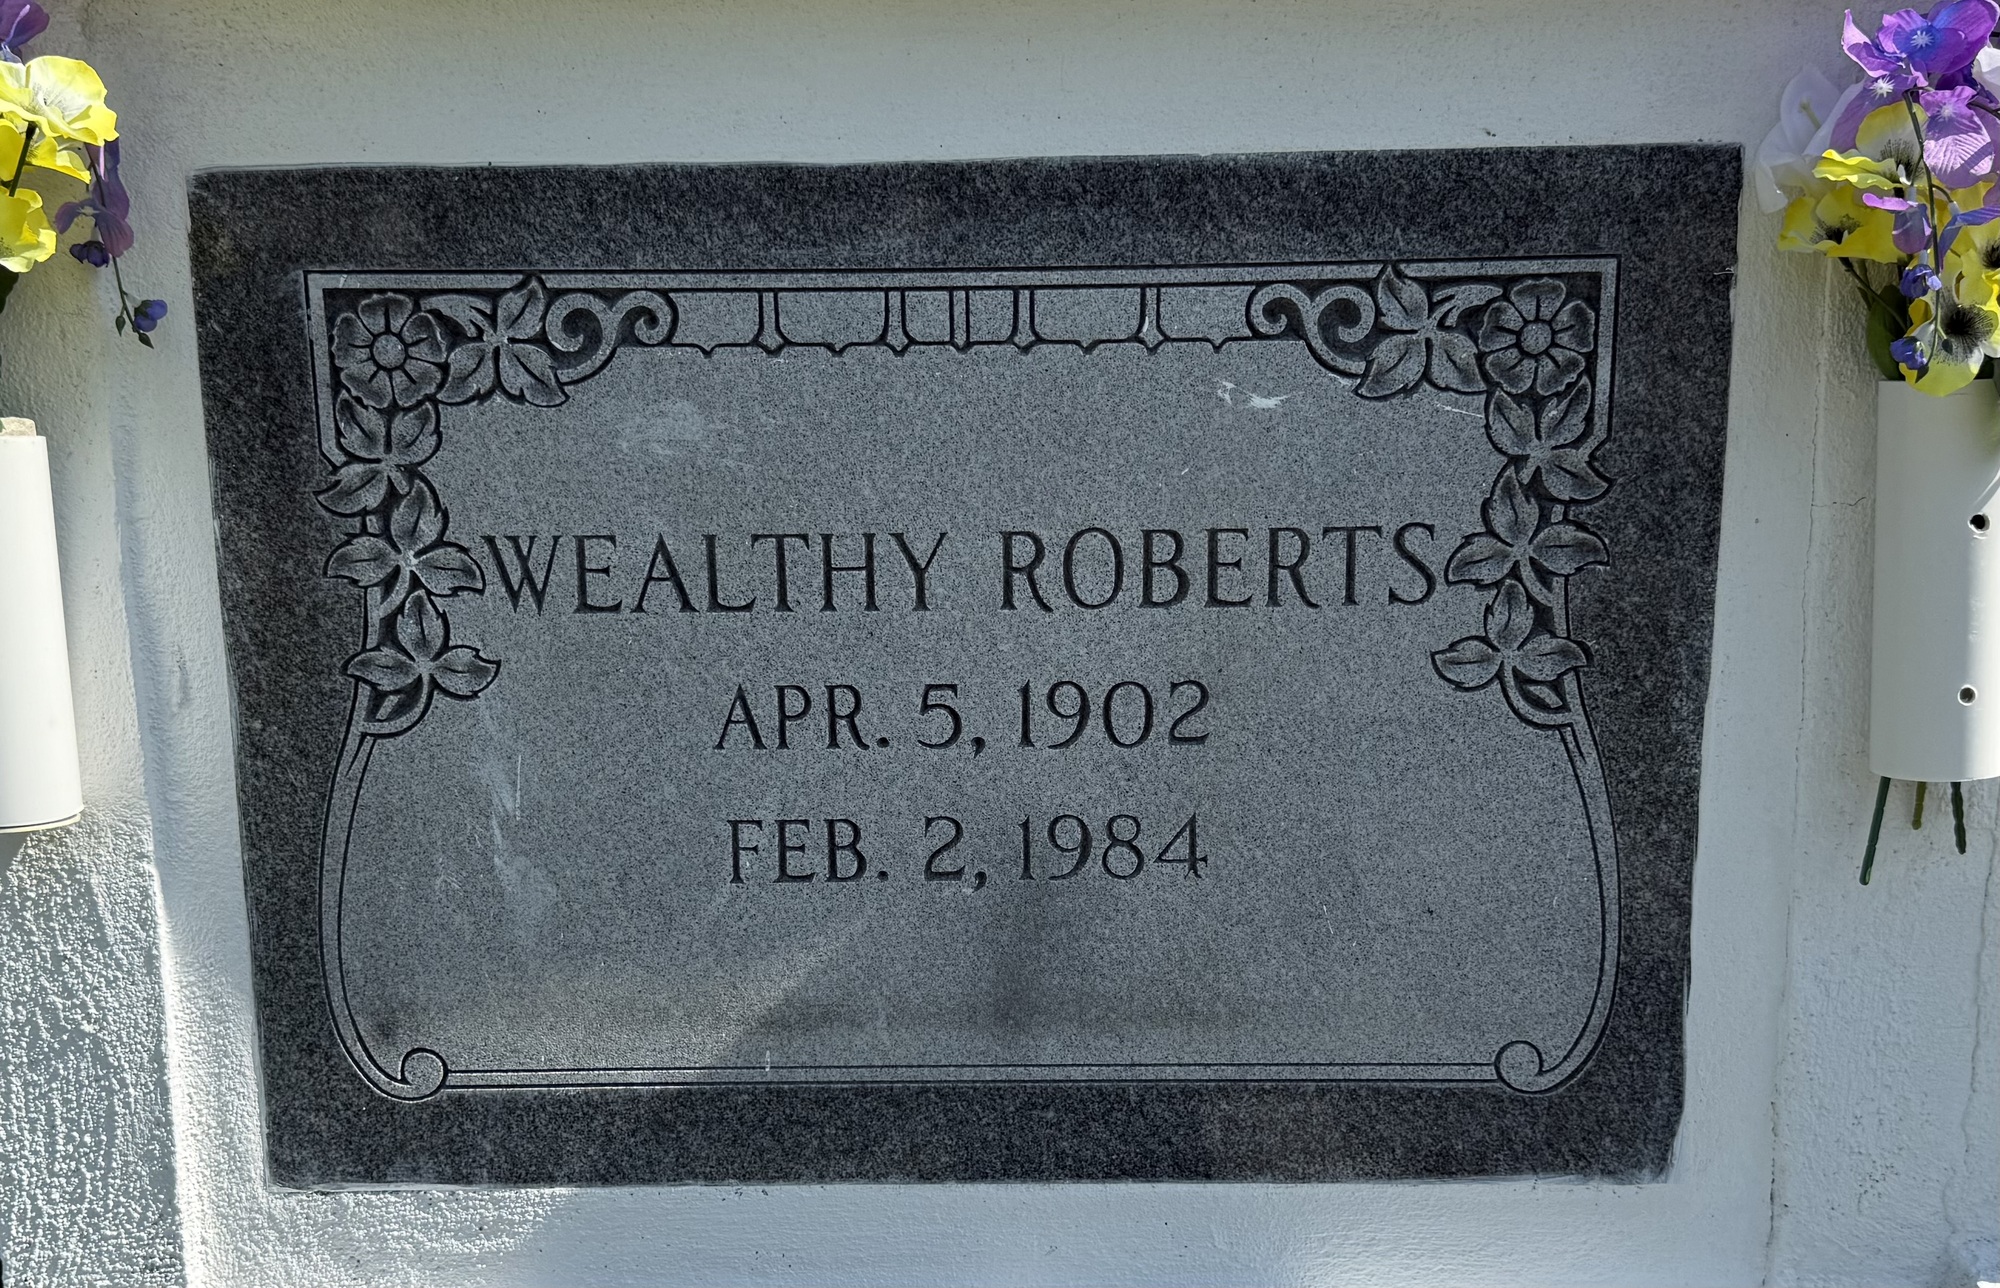 WEALTHY ROBERTS
APR. 5, 1902
FEB. 2, 1984